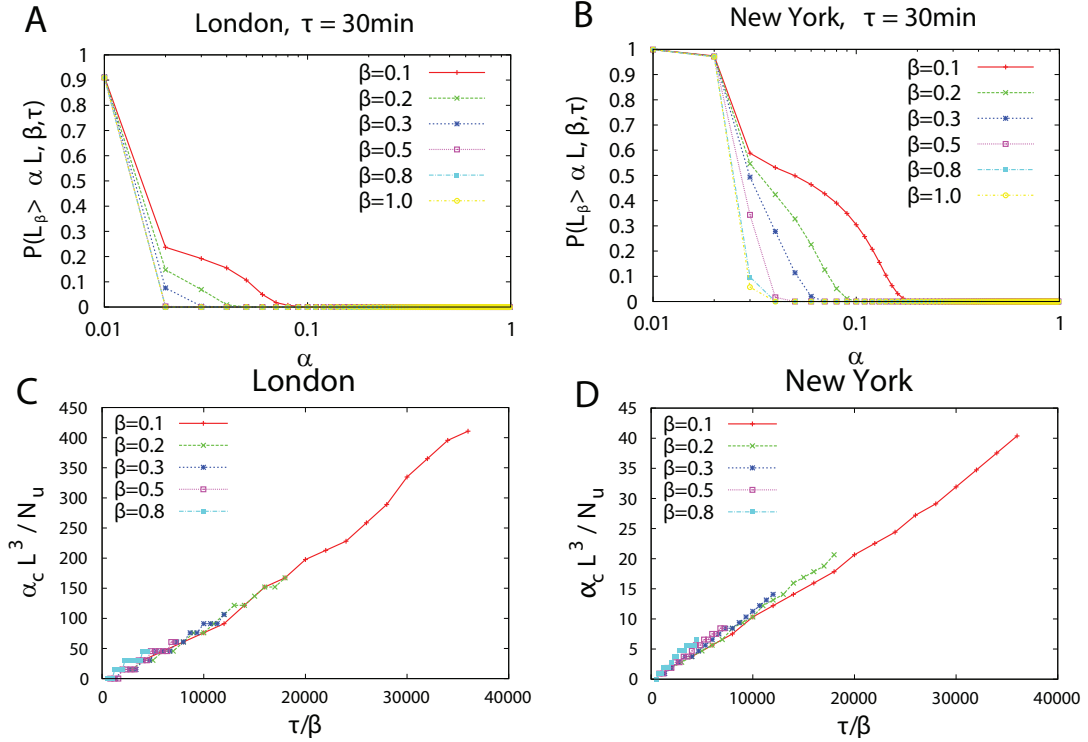 A
London, τ = 30min
P(L_β > α L, β,τ)
1
0.9
0.8
0.7
0.6
0.5
0.4
0.3
0.2
0.1
0
β=0.1
β=0.2
β=0.3
β=0.5
β=0.8
β=1.0
0.01 0.1 1
α
B
New York, τ = 30min
P(L_β > α L, β,τ)
1
0.9
0.8
0.7
0.6
0.5
0.4
0.3
0.2
0.1
0
β=0.1
β=0.2
β=0.3
β=0.5
β=0.8
β=1.0
0.01 0.1 1
α
C
London
α_c L^3 / N_u
450
400
350
300
250
200
150
100
50
0
β=0.1
β=0.2
β=0.3
β=0.5
β=0.8
0 10000 20000 30000 40000
τ/β
D
New York
α_c L^3 / N_u
45
40
35
30
25
20
15
10
5
0
β=0.1
β=0.2
β=0.3
β=0.5
β=0.8
0 10000 20000 30000 40000
τ/β